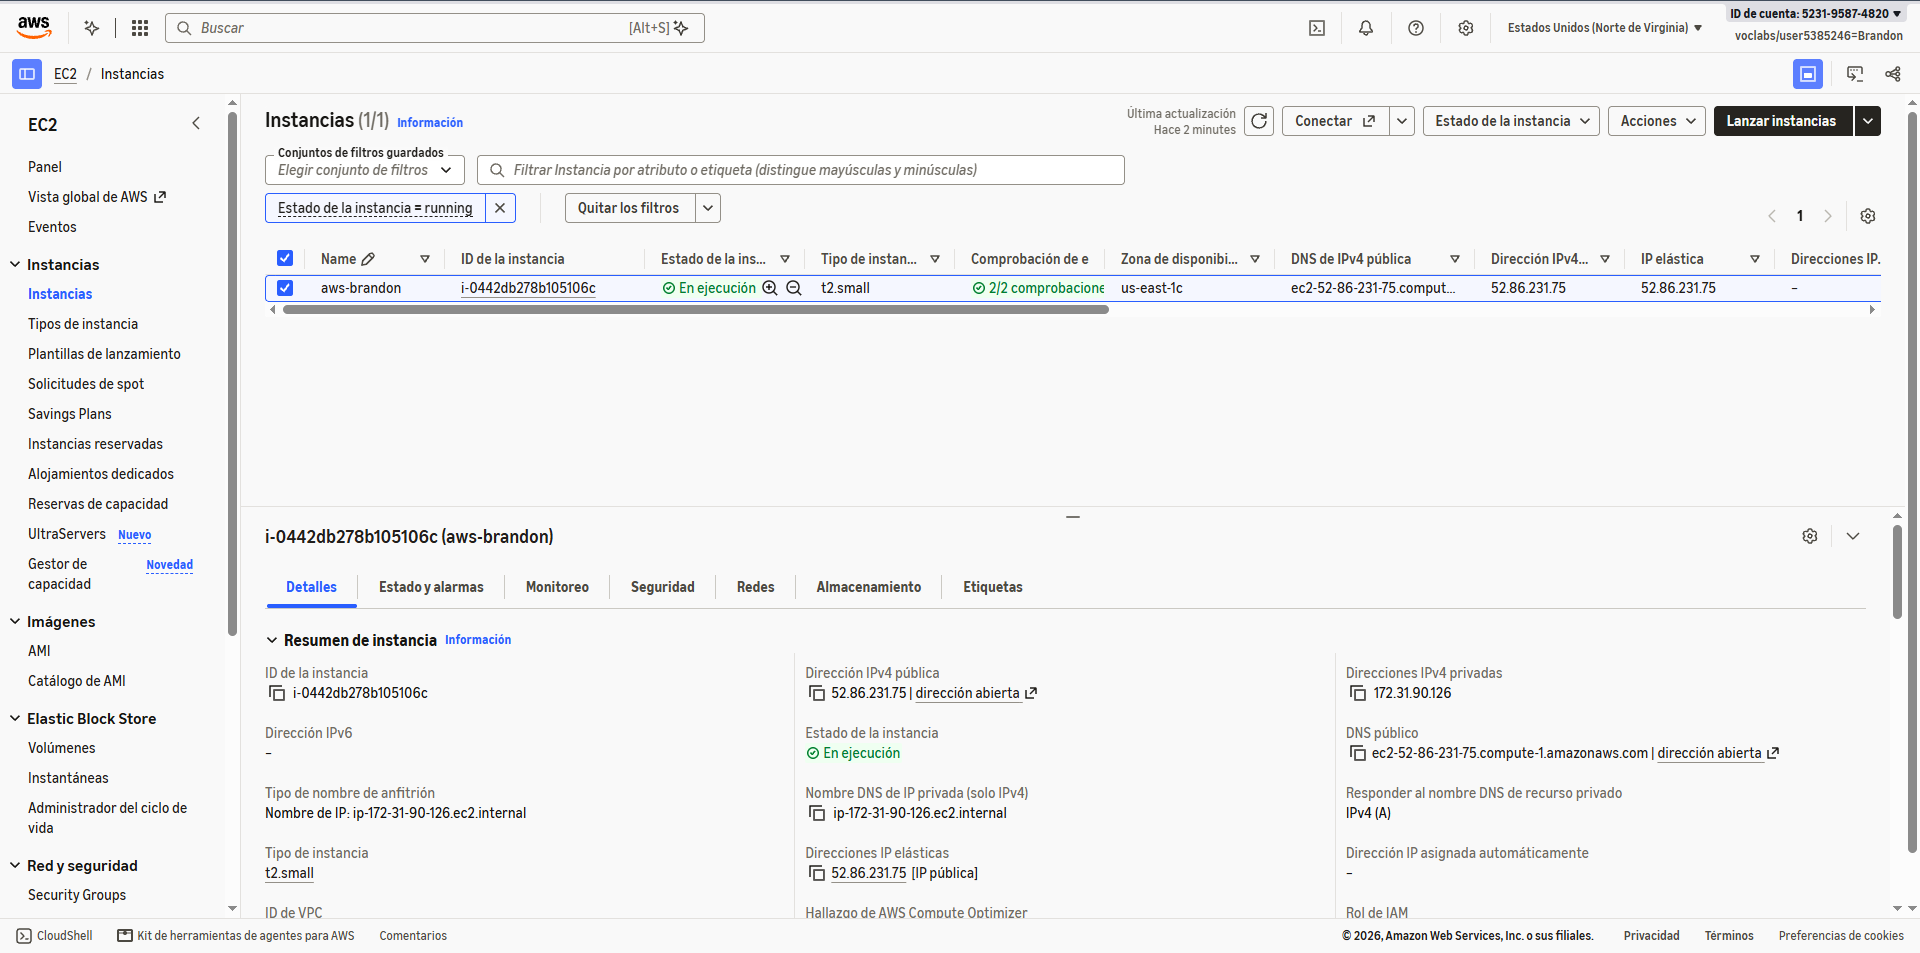 aws
Buscar
[Alt+S]
Estados Unidos (Norte de Virginia)
ID de cuenta: 5231-9587-4820
voclabs/user5385246=Brandon
EC2 / Instancias
EC2
Panel
Vista global de AWS
Eventos
Instancias
Instancias
Tipos de instancia
Plantillas de lanzamiento
Solicitudes de spot
Savings Plans
Instancias reservadas
Alojamientos dedicados
Reservas de capacidad
UltraServers Nuevo
Gestor de
capacidad
Novedad
Imágenes
AMI
Catálogo de AMI
Elastic Block Store
Volúmenes
Instantáneas
Administrador del ciclo de
vida
Red y seguridad
Security Groups
Instancias (1/1) Información
Última actualización
Hace 2 minutes
Conectar
Estado de la instancia
Acciones
Lanzar instancias
Conjuntos de filtros guardados
Elegir conjunto de filtros
Filtrar Instancia por atributo o etiqueta (distingue mayúsculas y minúsculas)
Estado de la instancia = running
Quitar los filtros
1
Name ID de la instancia Estado de la ins... Tipo de instan... Comprobación de e Zona de disponibi... DNS de IPv4 pública Dirección IPv4... IP elástica Direcciones IP.
aws-brandon i-0442db278b105106c En ejecución t2.small 2/2 comprobacione us-east-1c ec2-52-86-231-75.comput... 52.86.231.75 52.86.231.75 –
i-0442db278b105106c (aws-brandon)
Detalles Estado y alarmas Monitoreo Seguridad Redes Almacenamiento Etiquetas
Resumen de instancia Información
ID de la instancia
i-0442db278b105106c
Dirección IPv4 pública
52.86.231.75 | dirección abierta
Direcciones IPv4 privadas
172.31.90.126
Dirección IPv6
–
Estado de la instancia
En ejecución
DNS público
ec2-52-86-231-75.compute-1.amazonaws.com | dirección abierta
Tipo de nombre de anfitrión
Nombre de IP: ip-172-31-90-126.ec2.internal
Nombre DNS de IP privada (solo IPv4)
ip-172-31-90-126.ec2.internal
Responder al nombre DNS de recurso privado
IPv4 (A)
Tipo de instancia
t2.small
Direcciones IP elásticas
52.86.231.75 [IP pública]
Dirección IP asignada automáticamente
–
ID de VPC
Hallazgo de AWS Compute Optimizer
Rol de IAM
CloudShell Kit de herramientas de agentes para AWS Comentarios
© 2026, Amazon Web Services, Inc. o sus filiales. Privacidad Términos Preferencias de cookies